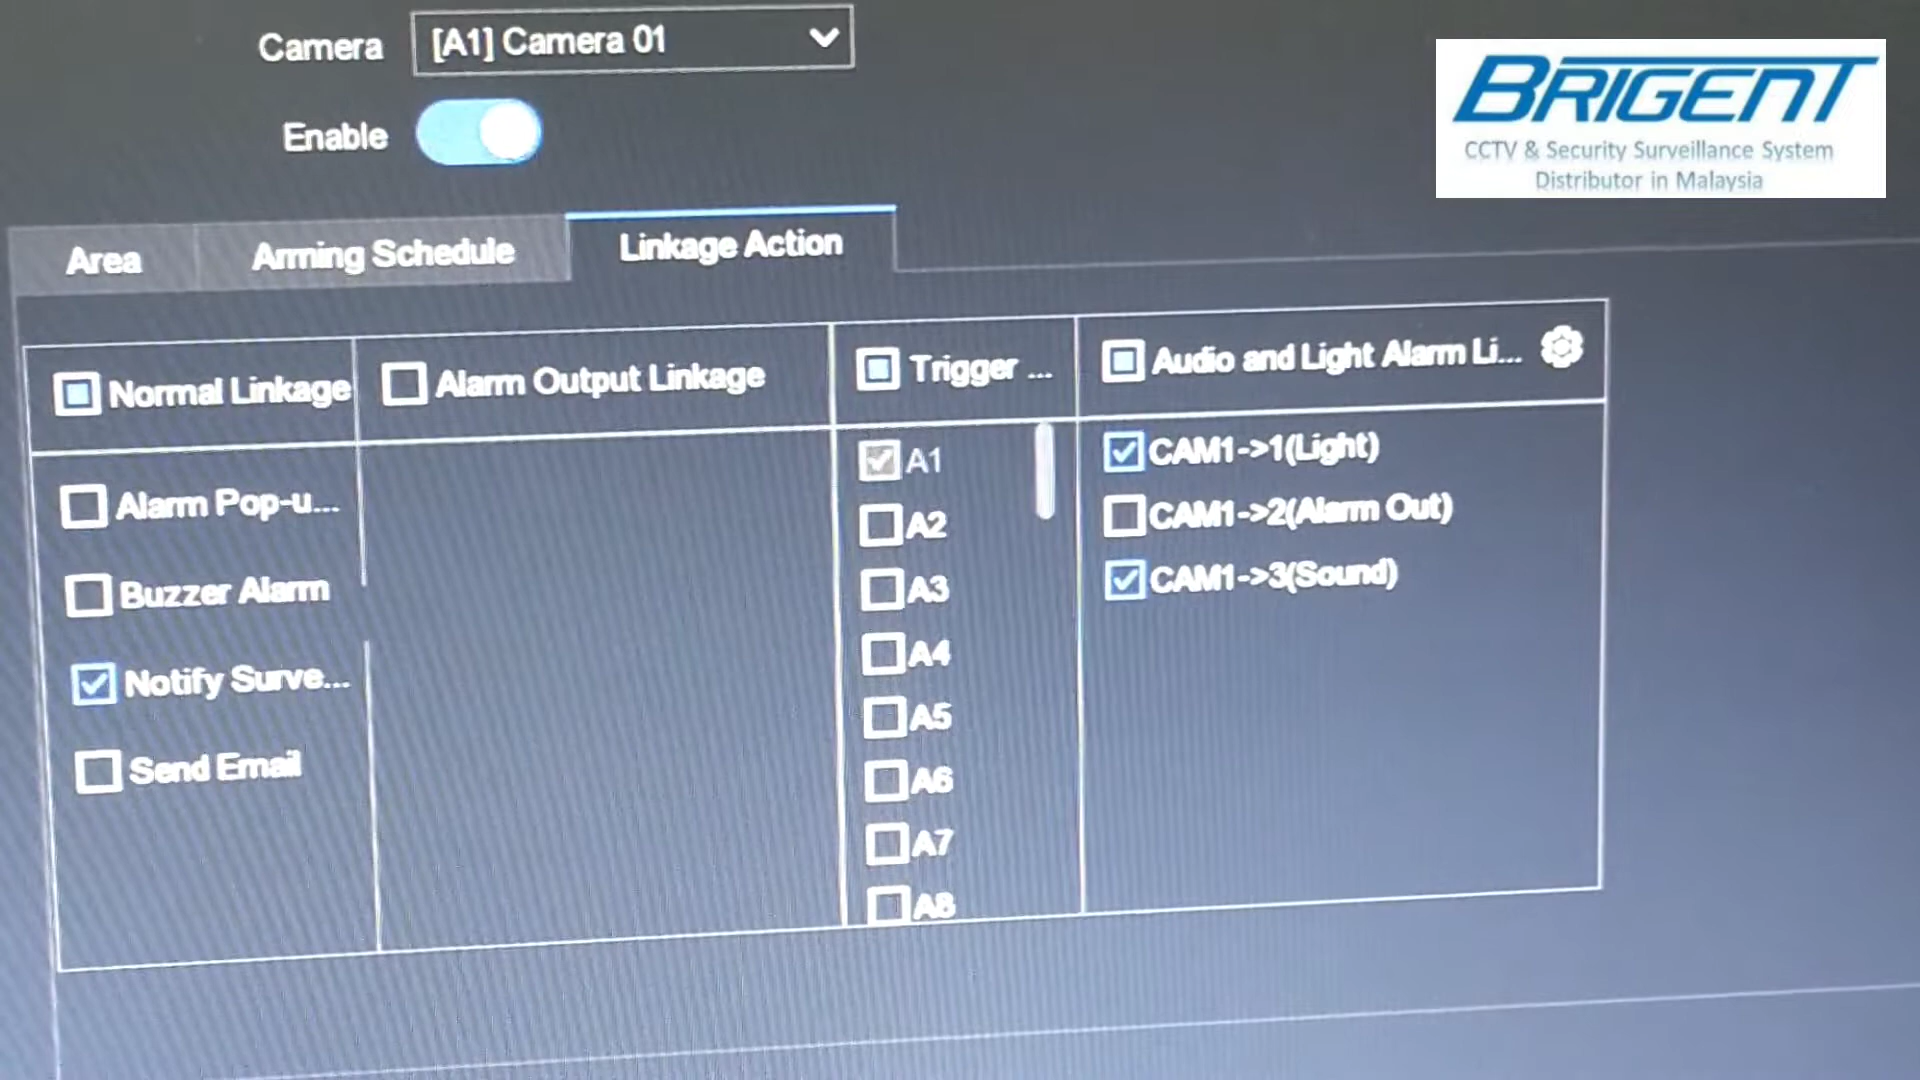 Camera [A1] Camera 01
Enable
BRIGENT
CCTV & Security Surveillance System
Distributor in Malaysia
Area Arming Schedule Linkage Action
Normal Linkage Alarm Output Linkage Trigger ... Audio and Light Alarm Li...
Alarm Pop-u...
Buzzer Alarm
Notify Surve...
Send Email
A1
A2
A3
A4
A5
A6
A7
A8
CAM1->1(Light)
CAM1->2(Alarm Out)
CAM1->3(Sound)